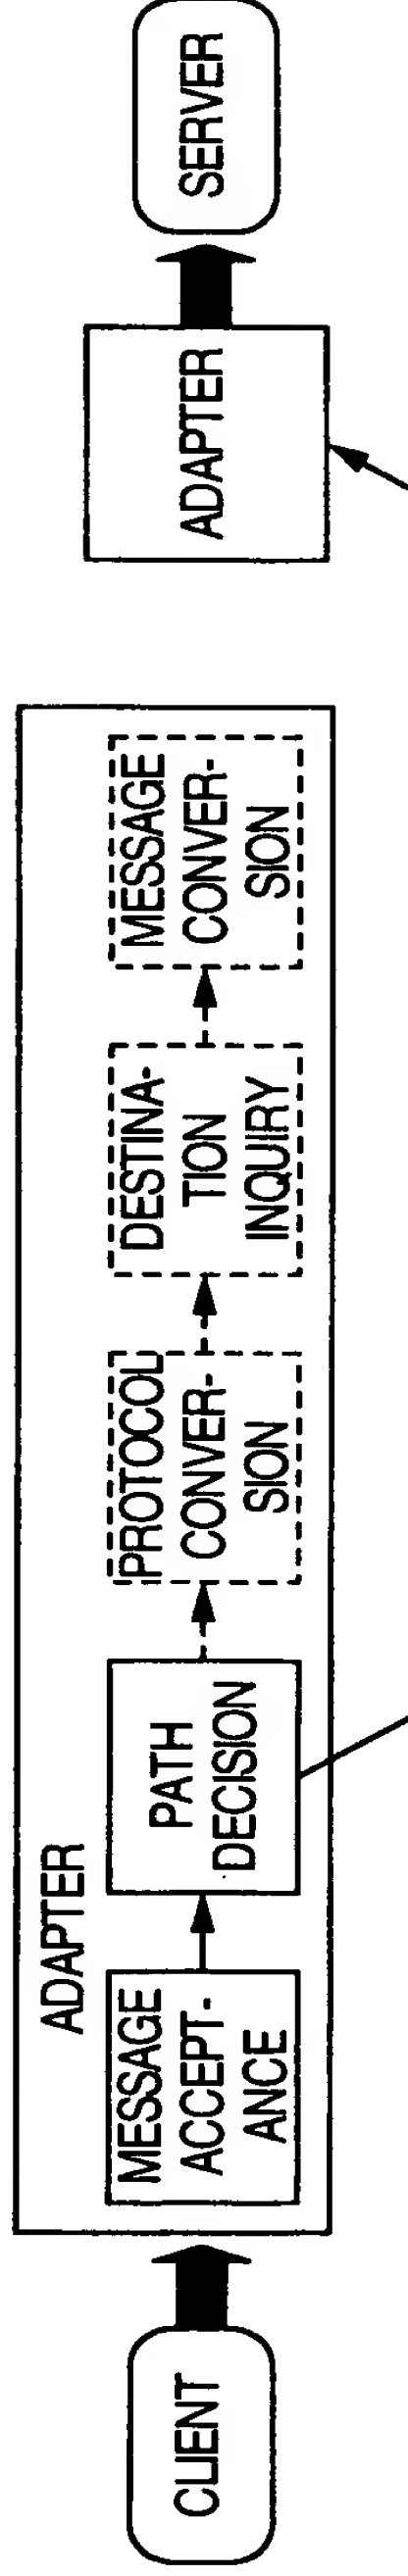 CLIENT
ADAPTER
MESSAGE
ACCEPT-
ANCE
PATH
DECISION
PROTOCOL
CONVER-
SION
DESTINA-
TION
INQUIRY
MESSAGE
CONVER-
SION
ADAPTER
SERVER